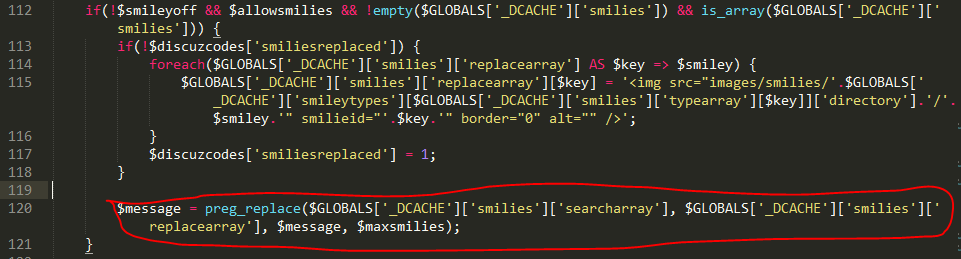 112 if(!$smileyoff && $allowsmilies && !empty($GLOBALS['_DCACHE']['smilies']) && is_array($GLOBALS['_DCACHE']['
smilies'])) {
113 if(!$discuzcodes['smiliesreplaced']) {
114 foreach($GLOBALS['_DCACHE']['smilies']['replacearray'] AS $key => $smiley) {
115 $GLOBALS['_DCACHE']['smilies']['replacearray'][$key] = '<img src="images/smilies/'.$GLOBALS['
_DCACHE']['smileytypes'][$GLOBALS['_DCACHE']['smilies']['typearray'][$key]]['directory'].'/'.
$smiley.'" smilieid="'.$key.'" border="0" alt="" />';
116 }
117 $discuzcodes['smiliesreplaced'] = 1;
118 }
119
120 $message = preg_replace($GLOBALS['_DCACHE']['smilies']['searcharray'], $GLOBALS['_DCACHE']['smilies']['
replacearray'], $message, $maxsmilies);
121 }